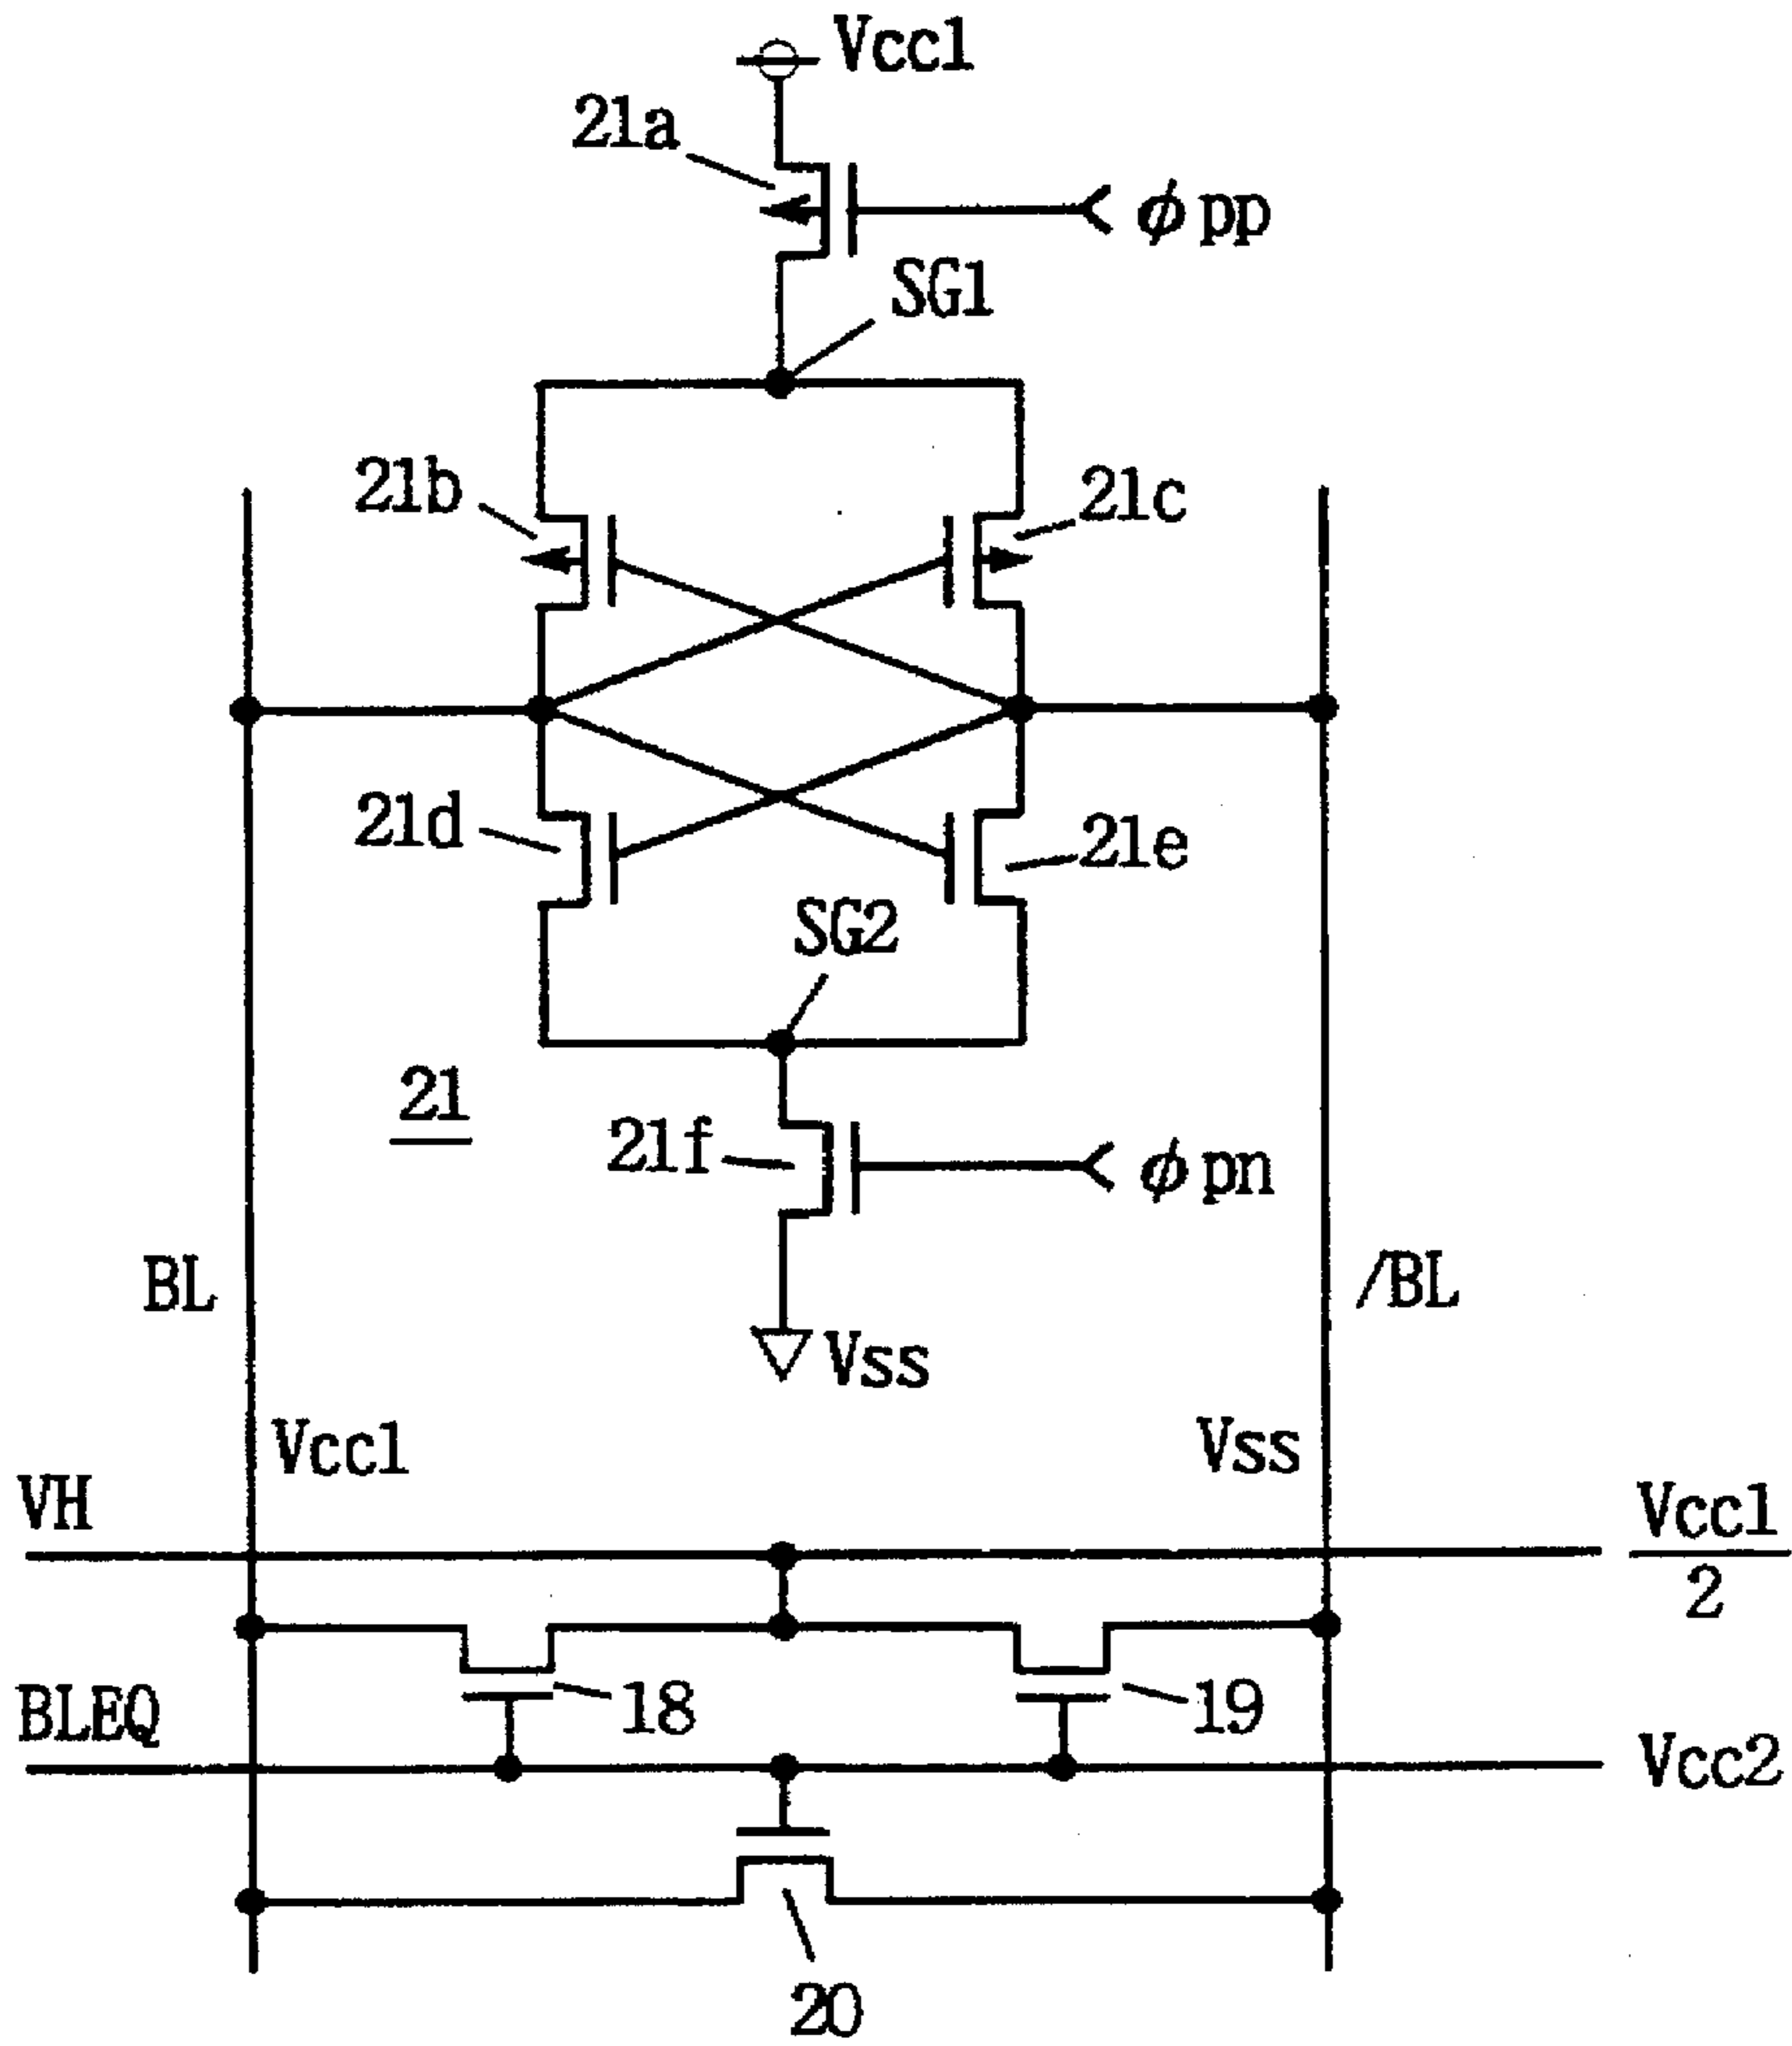 Vcc1
21a
φpp
SG1
21b
21c
21d
21e
SG2
21
21f
φpn
BL
/BL
Vss
Vcc1
Vss
VH
Vcc1
2
18
19
BLEQ
Vcc2
20